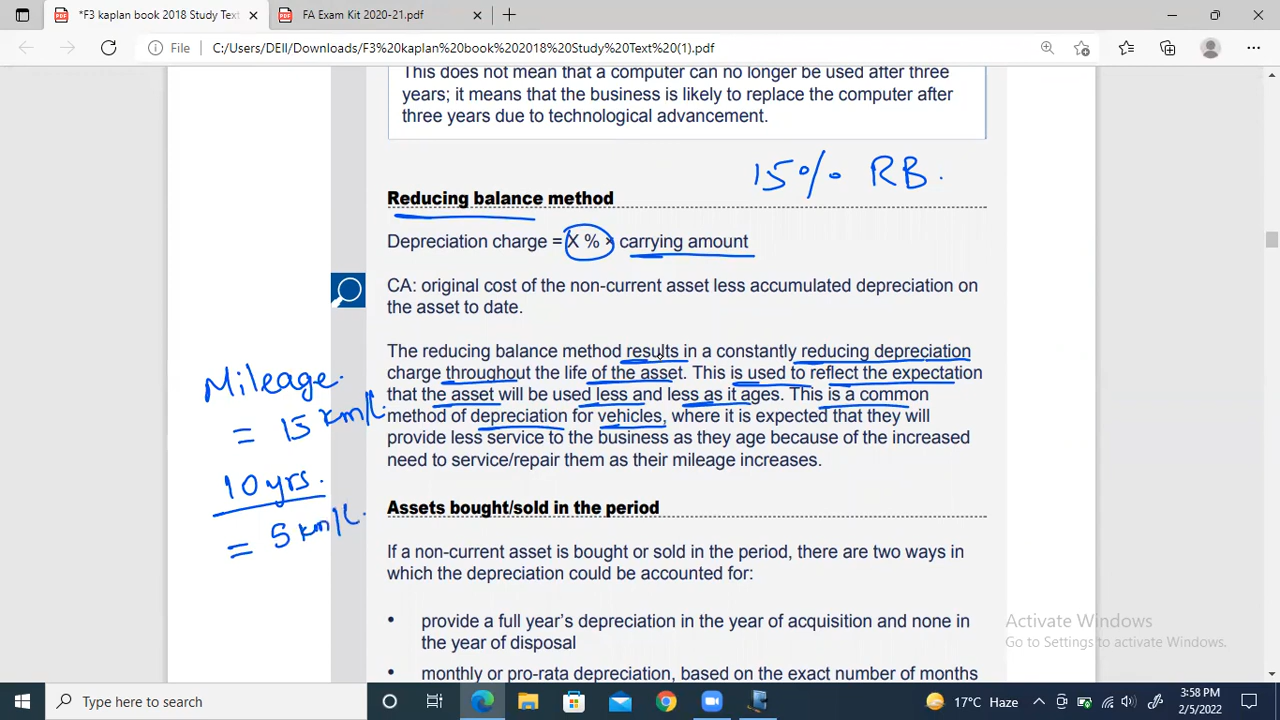 *F3 kaplan book 2018 Study Text
FA Exam Kit 2020-21.pdf
File
C:/Users/DEll/Downloads/F3%20kaplan%20book%202018%20Study%20Text%20(1).pdf
This does not mean that a computer can no longer be used after three
years; it means that the business is likely to replace the computer after
three years due to technological advancement.
15% RB.
Reducing balance method
Depreciation charge = X % × carrying amount
CA: original cost of the non-current asset less accumulated depreciation on
the asset to date.
The reducing balance method results in a constantly reducing depreciation
charge throughout the life of the asset. This is used to reflect the expectation
that the asset will be used less and less as it ages. This is a common
method of depreciation for vehicles, where it is expected that they will
provide less service to the business as they age because of the increased
need to service/repair them as their mileage increases.
Mileage.
= 15 km/L.
10 yrs.
= 5 km/L.
Assets bought/sold in the period
If a non-current asset is bought or sold in the period, there are two ways in
which the depreciation could be accounted for:
• provide a full year's depreciation in the year of acquisition and none in
the year of disposal
• monthly or pro-rata depreciation, based on the exact number of months
Activate Windows
Go to Settings to activate Windows.
Type here to search
17°C Haze
3:58 PM
2/5/2022